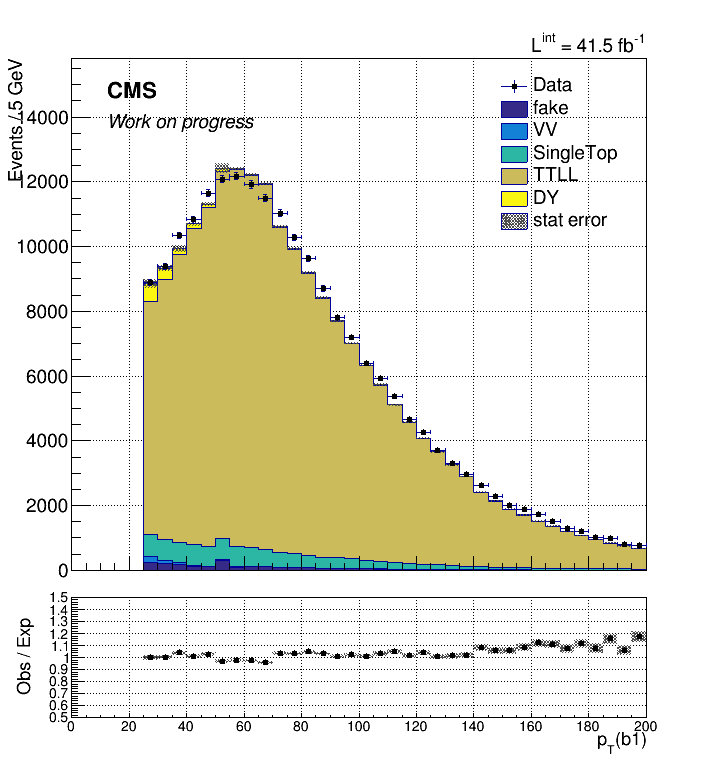 L^int = 41.5 fb^-1
Events / 5 GeV
CMS
Work on progress
Data
fake
VV
SingleTop
TTLL
DY
stat error
14000
12000
10000
8000
6000
4000
2000
0
Obs / Exp
1.5
1.4
1.3
1.2
1.1
1
0.9
0.8
0.7
0.6
0.5
0 20 40 60 80 100 120 140 160 180 200
p_T(b1)